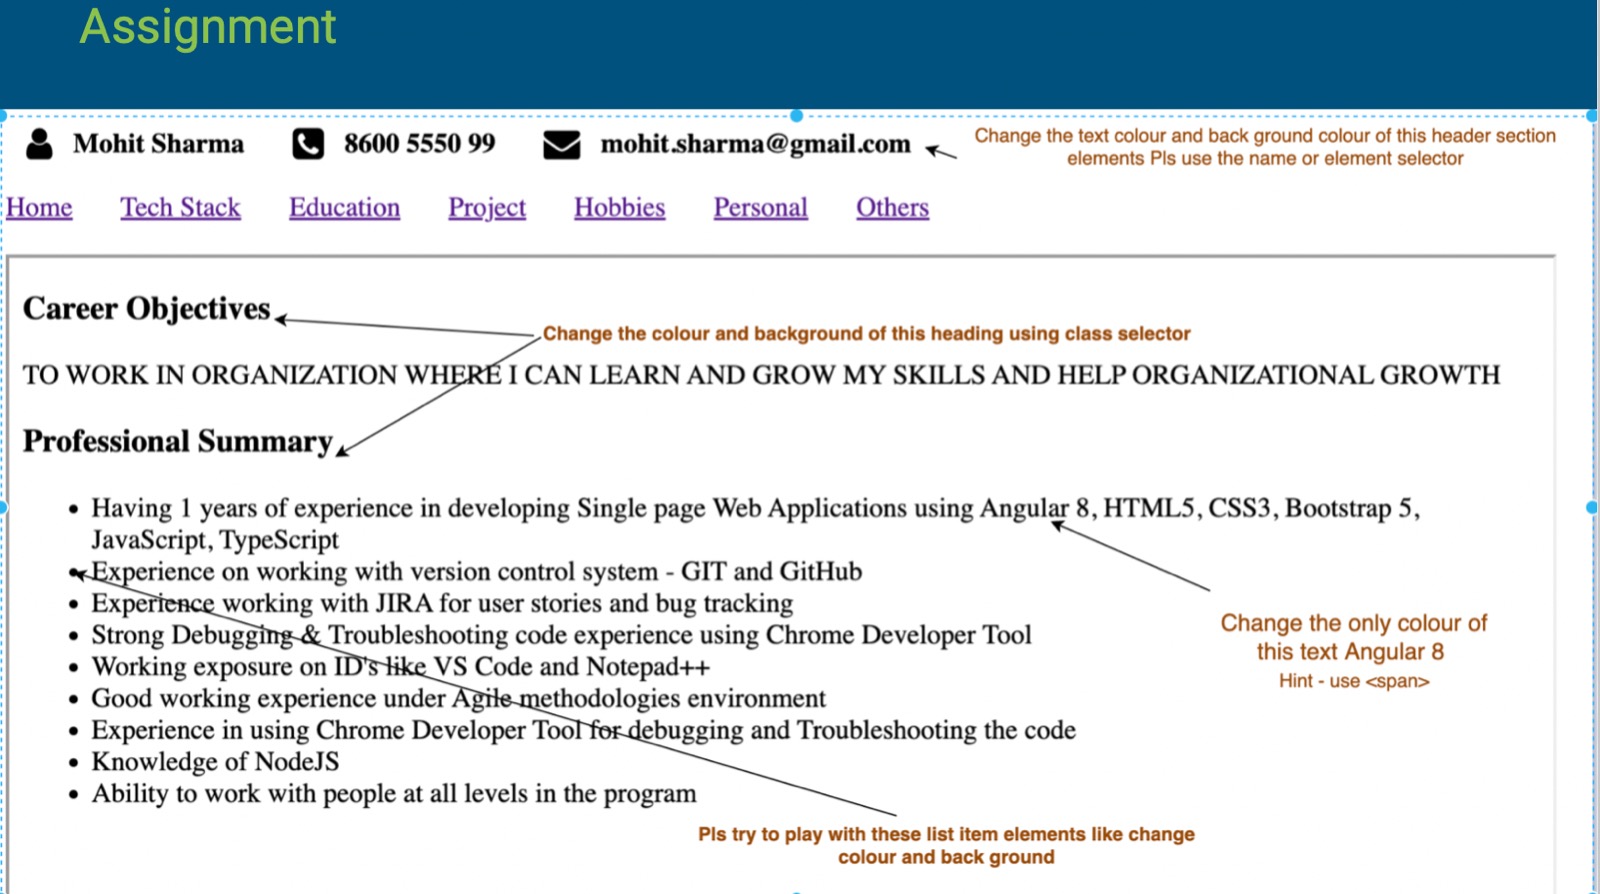 Assignment
Mohit Sharma 8600 5550 99 mohit.sharma@gmail.com
Change the text colour and back ground colour of this header section
elements Pls use the name or element selector
Home Tech Stack Education Project Hobbies Personal Others
Career Objectives
Change the colour and background of this heading using class selector
TO WORK IN ORGANIZATION WHERE I CAN LEARN AND GROW MY SKILLS AND HELP ORGANIZATIONAL GROWTH
Professional Summary
• Having 1 years of experience in developing Single page Web Applications using Angular 8, HTML5, CSS3, Bootstrap 5,
JavaScript, TypeScript
• Experience on working with version control system - GIT and GitHub
• Experience working with JIRA for user stories and bug tracking
• Strong Debugging & Troubleshooting code experience using Chrome Developer Tool
• Working exposure on ID's like VS Code and Notepad++
• Good working experience under Agile methodologies environment
• Experience in using Chrome Developer Tool for debugging and Troubleshooting the code
• Knowledge of NodeJS
• Ability to work with people at all levels in the program
Change the only colour of
this text Angular 8
Hint - use <span>
Pls try to play with these list item elements like change
colour and back ground